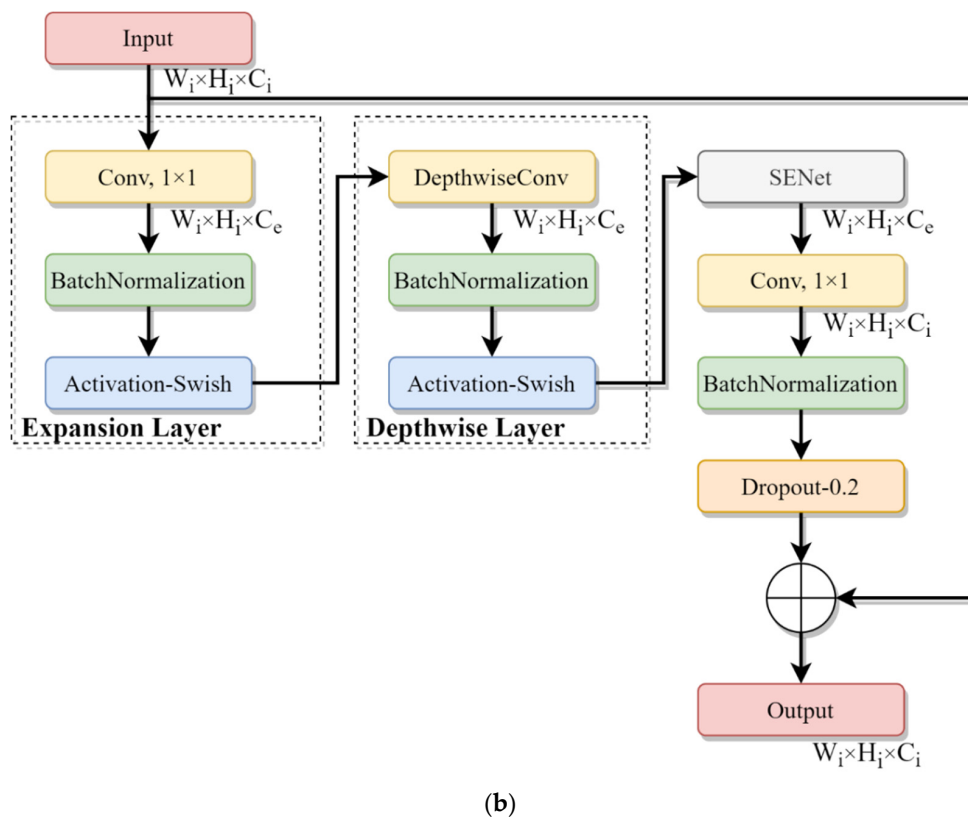 Input
Wᵢ×Hᵢ×Cᵢ
Conv, 1×1
Wᵢ×Hᵢ×Cₑ
BatchNormalization
Activation-Swish
Expansion Layer
DepthwiseConv
Wᵢ×Hᵢ×Cₑ
BatchNormalization
Activation-Swish
Depthwise Layer
SENet
Wᵢ×Hᵢ×Cₑ
Conv, 1×1
Wᵢ×Hᵢ×Cᵢ
BatchNormalization
Dropout-0.2
Output
Wᵢ×Hᵢ×Cᵢ
(b)